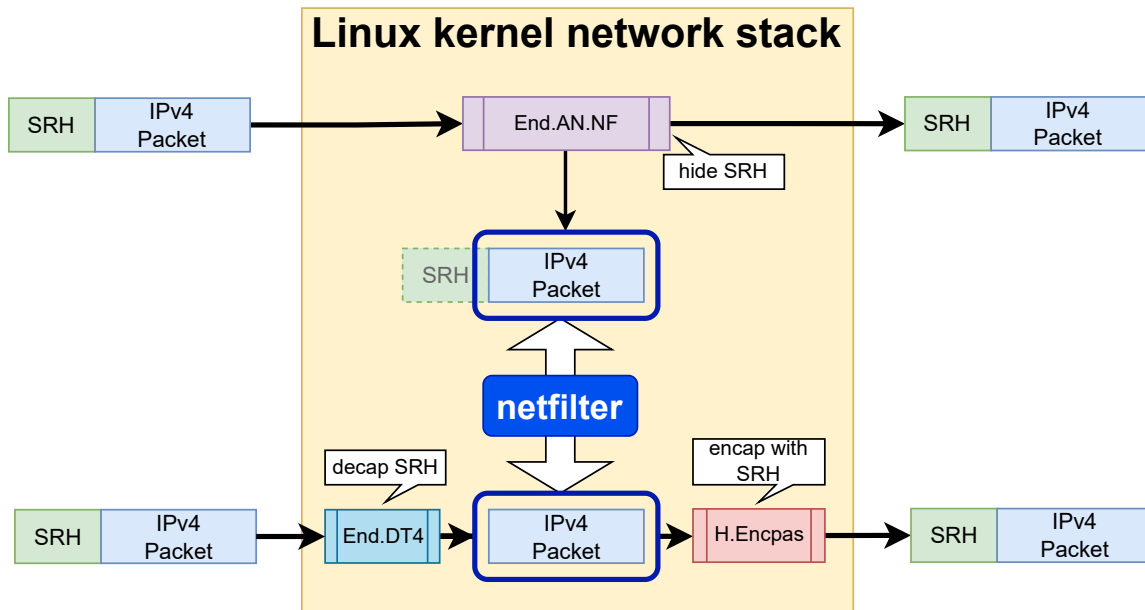 Linux kernel network stack
SRH
IPv4
Packet
End.AN.NF
SRH
IPv4
Packet
hide SRH
SRH
IPv4
Packet
netfilter
decap SRH
encap with
SRH
SRH
IPv4
Packet
End.DT4
IPv4
Packet
H.Encpas
SRH
IPv4
Packet